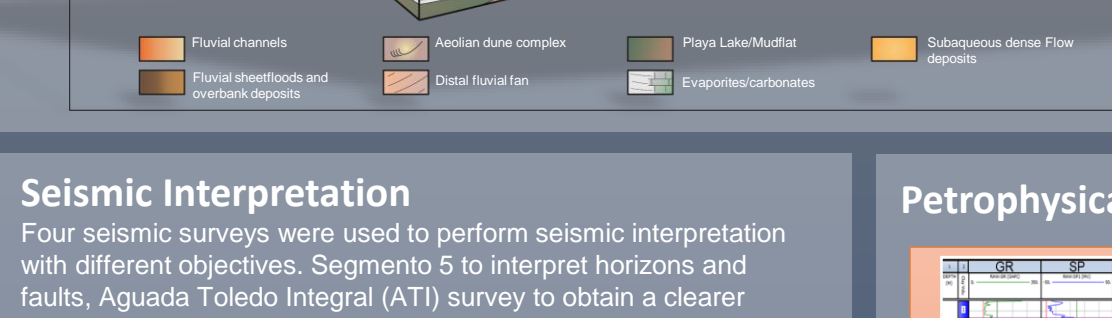 Fluvial channels
Aeolian dune complex
Playa Lake/Mudflat
Subaqueous dense Flow
deposits
Fluvial sheetfloods and
overbank deposits
Distal fluvial fan
Evaporites/carbonates
Seismic Interpretation
Four seismic surveys were used to perform seismic interpretation
with different objectives. Segmento 5 to interpret horizons and
faults, Aguada Toledo Integral (ATI) survey to obtain a clearer
Petrophysica
GR
SP